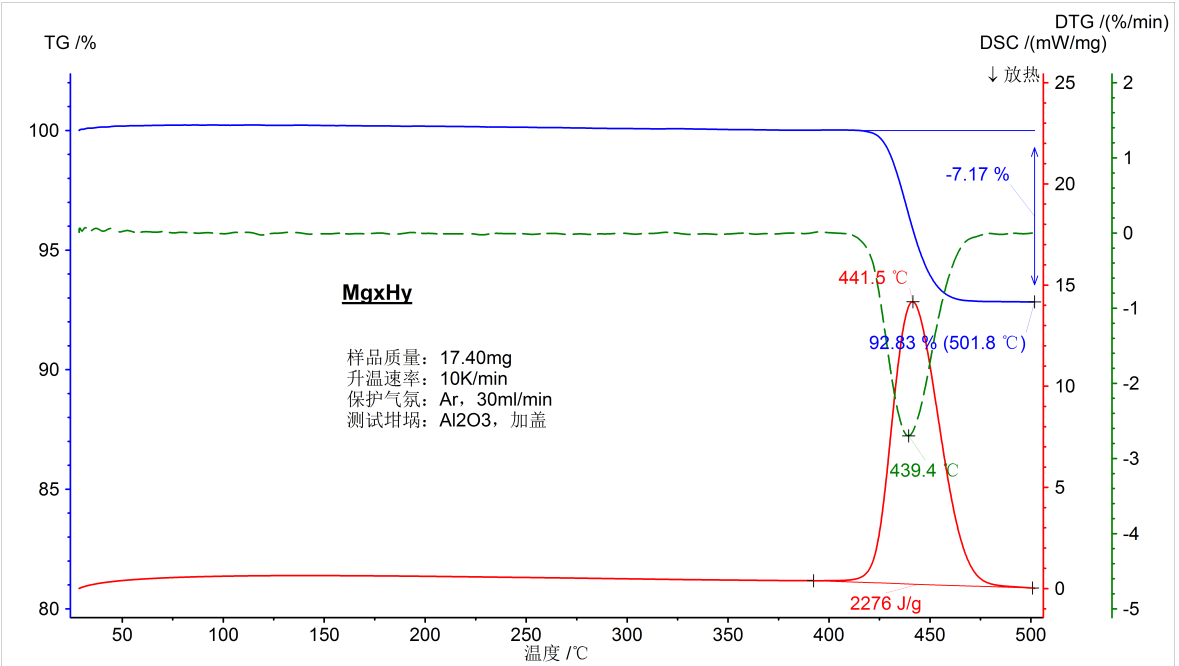 DTG /(%/min)
TG /%
DSC /(mW/mg)
↓ 放热
100
95
90
85
80
25
20
15
10
5
0
2
1
0
-1
-2
-3
-4
-5
-7.17 %
441.5 ℃
92.83 % (501.8 ℃)
439.4 ℃
2276 J/g
MgxHy
样品质量：17.40mg
升温速率：10K/min
保护气氛：Ar，30ml/min
测试坩埚：Al2O3，加盖
50 100 150 200 250 300 350 400 450 500
温度 /℃